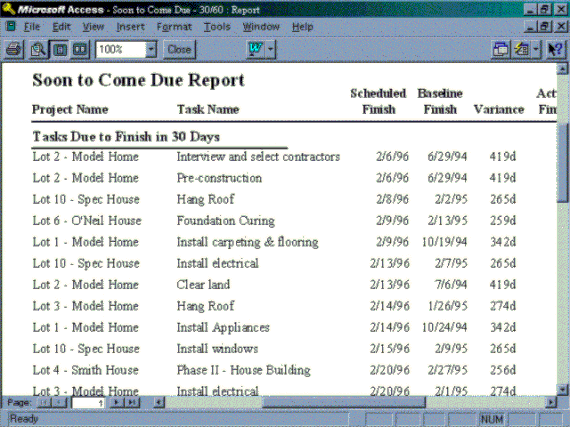 Microsoft Access - Soon to Come Due - 30/60 : Report
File Edit View Insert Format Tools Window Help
100% Close W
Soon to Come Due Report
Scheduled Baseline Act
Project Name Task Name Finish Finish Variance Fin
Tasks Due to Finish in 30 Days
Lot 2 - Model Home Interview and select contractors 2/6/96 6/29/94 419d
Lot 2 - Model Home Pre-construction 2/6/96 6/29/94 419d
Lot 10 - Spec House Hang Roof 2/8/96 2/2/95 265d
Lot 6 - O'Neil House Foundation Curing 2/9/96 2/13/95 259d
Lot 1 - Model Home Install carpeting & flooring 2/9/96 10/19/94 342d
Lot 10 - Spec House Install electrical 2/13/96 2/7/95 265d
Lot 2 - Model Home Clear land 2/13/96 7/6/94 419d
Lot 3 - Model Home Hang Roof 2/14/96 1/26/95 274d
Lot 1 - Model Home Install Appliances 2/14/96 10/24/94 342d
Lot 10 - Spec House Install windows 2/15/96 2/9/95 265d
Lot 4 - Smith House Phase II - House Building 2/20/96 2/27/95 256d
Lot 3 - Model Home Install electrical 2/20/96 2/1/95 274d
Page: 1
Ready NUM